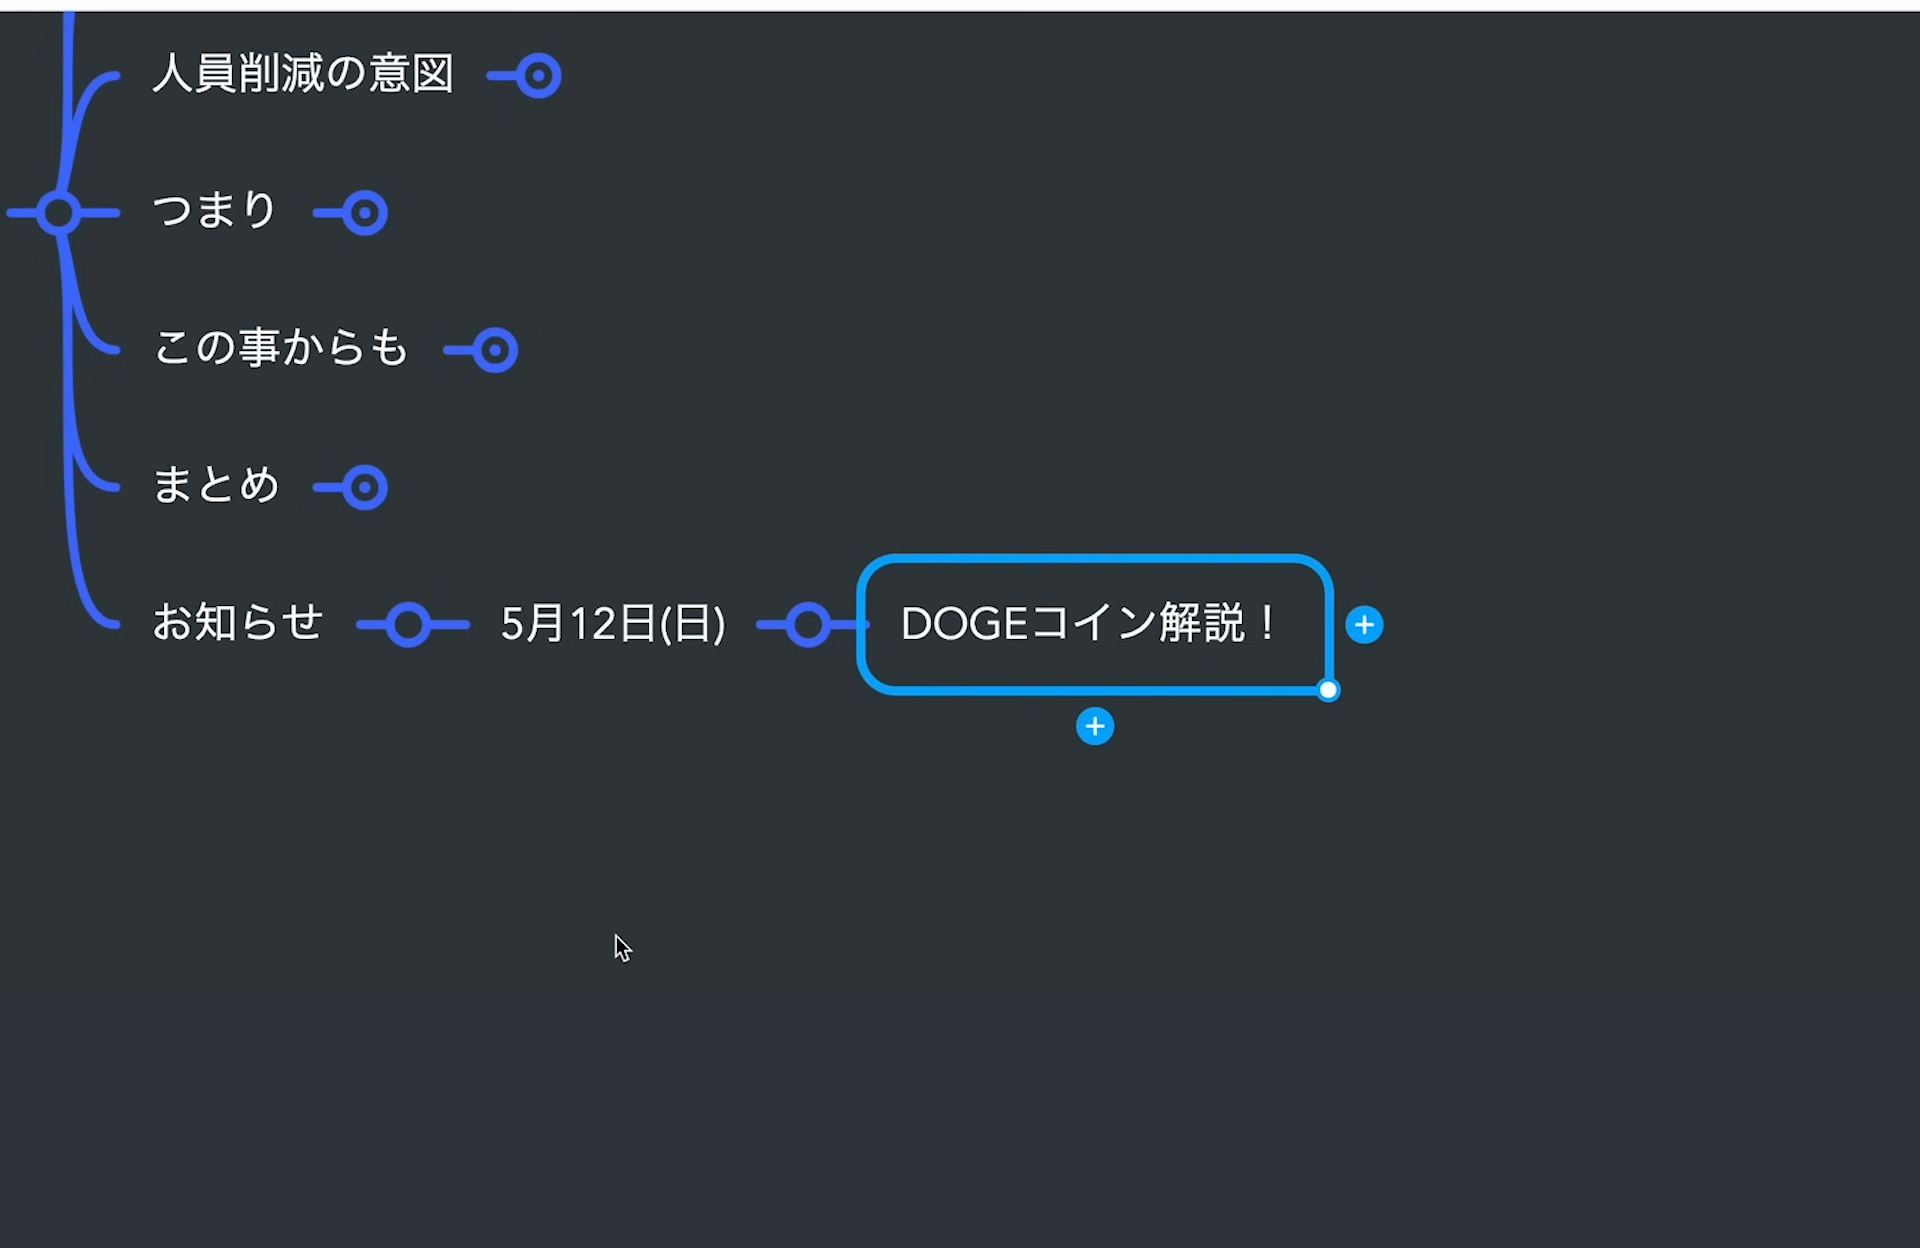 人員削減の意図
つまり
この事からも
まとめ
お知らせ 5月12日(日) DOGEコイン解説！